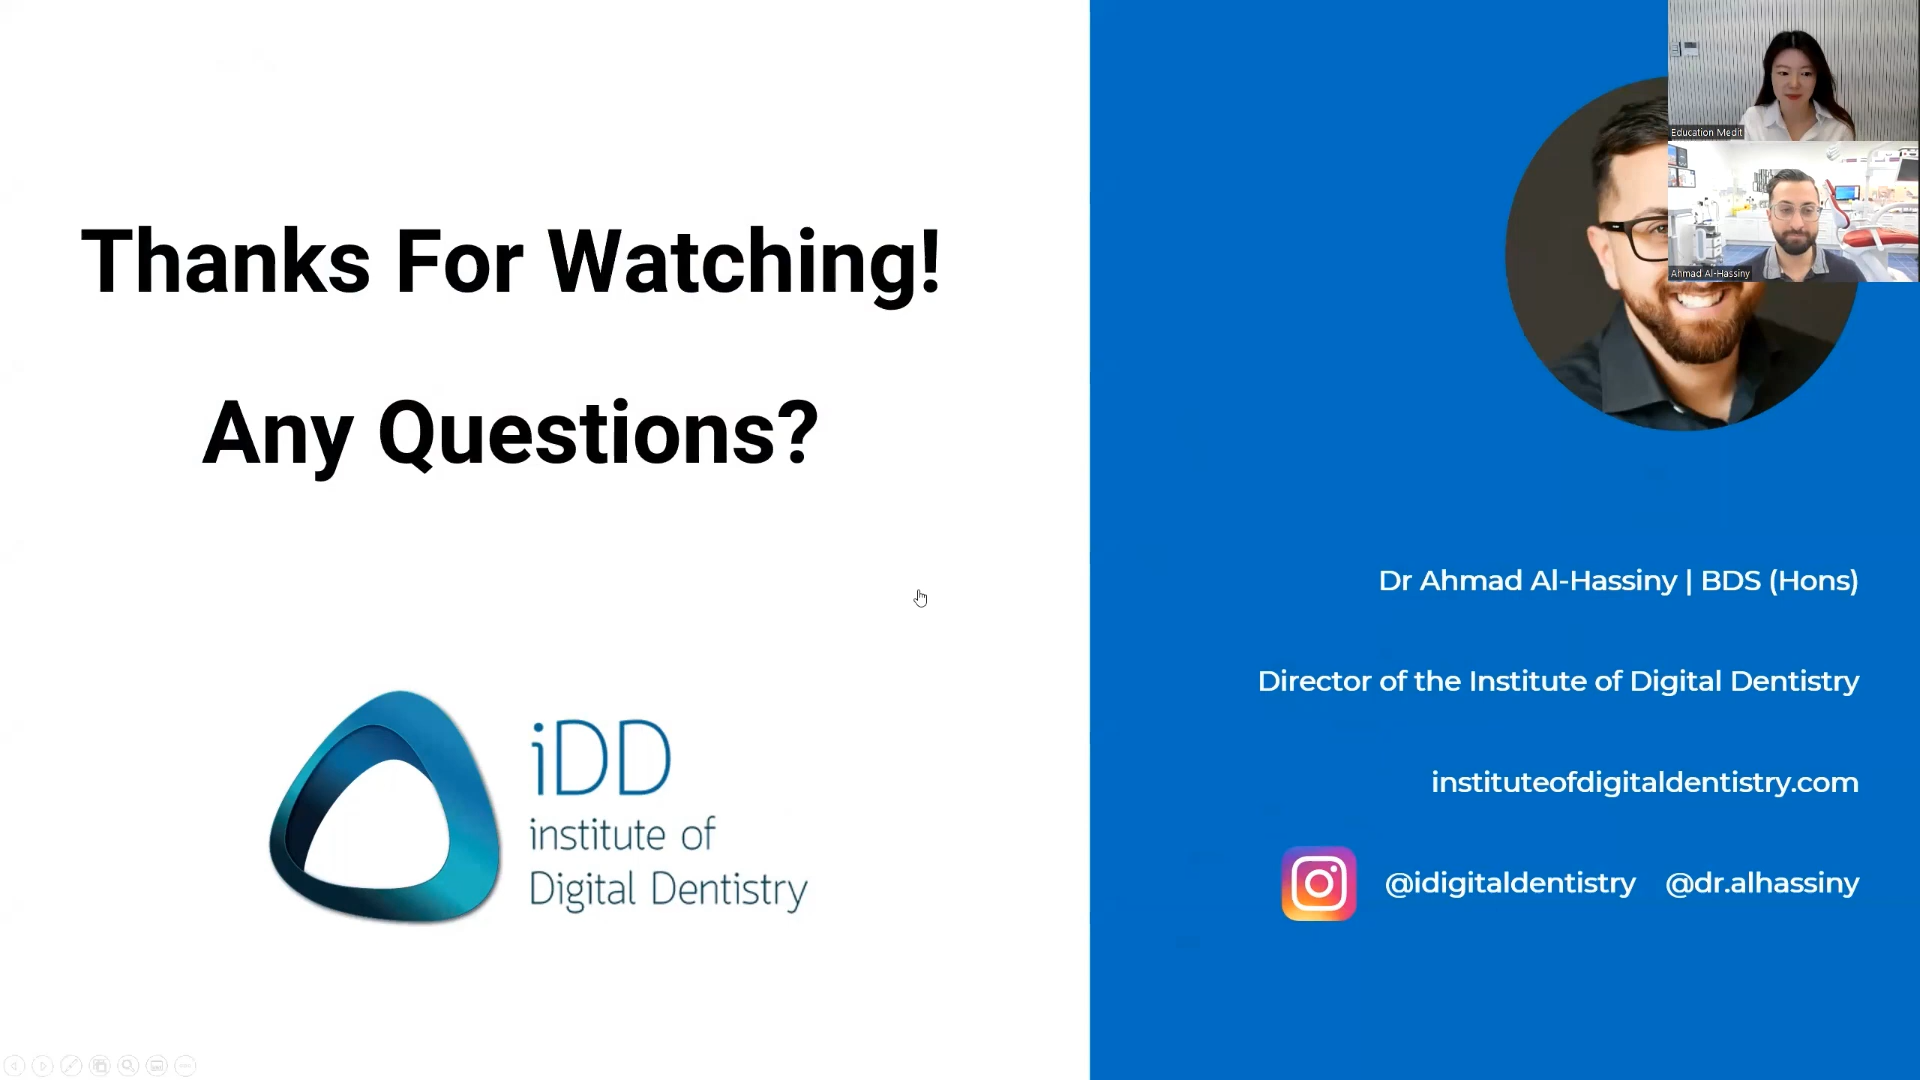 Thanks For Watching!
Any Questions?
iDD
institute of
Digital Dentistry
Education Medit
Ahmad Al-Hassiny
Dr Ahmad Al-Hassiny | BDS (Hons)
Director of the Institute of Digital Dentistry
instituteofdigitaldentistry.com
@idigitaldentistry @dr.alhassiny